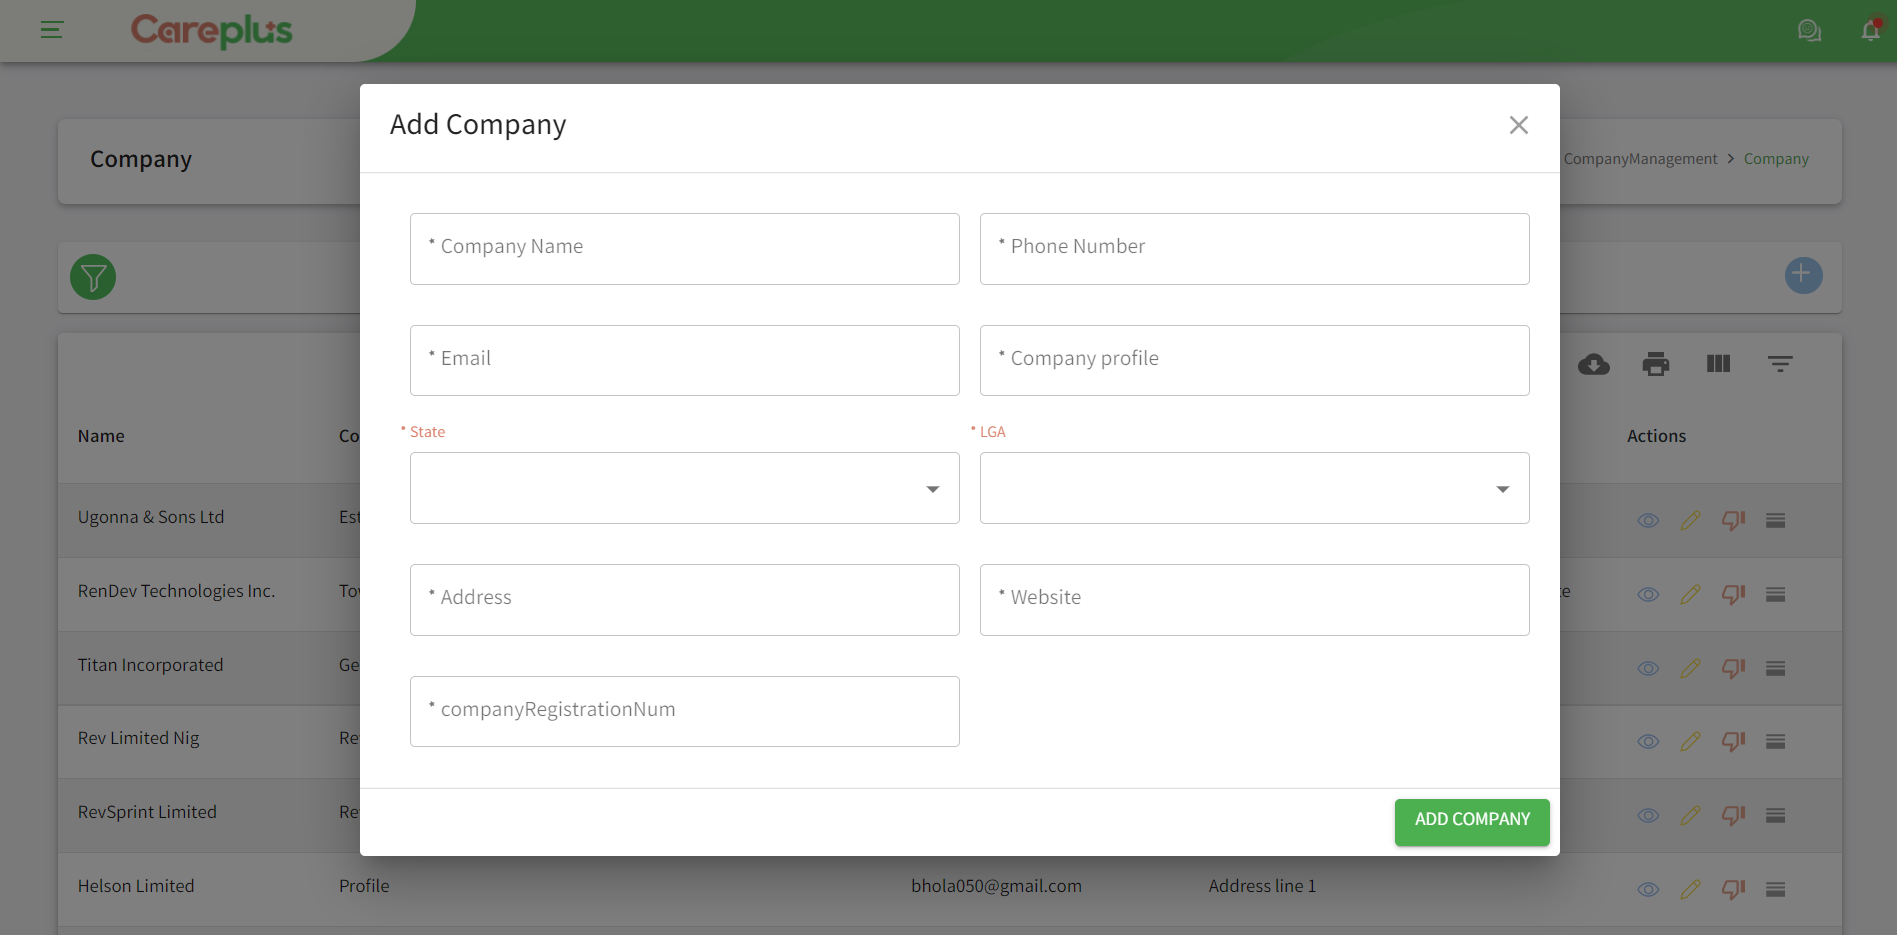 Careplus
Add Company
Company
CompanyManagement > Company
* Company Name
* Phone Number
* Email
* Company profile
* State
* LGA
* Address
* Website
* companyRegistrationNum
ADD COMPANY
Name
Co
Actions
Ugonna & Sons Ltd
Est
RenDev Technologies Inc.
Tov
te
Titan Incorporated
Ge
Rev Limited Nig
Re
RevSprint Limited
Re
Helson Limited
Profile
bhola050@gmail.com
Address line 1